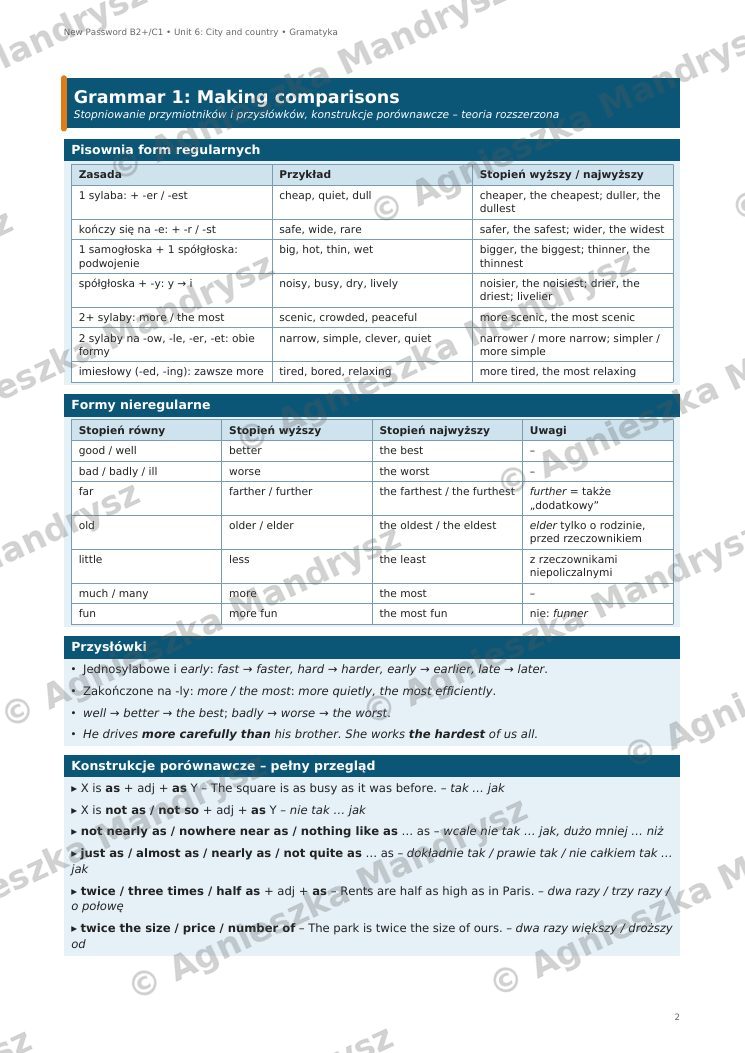 New Password B2+/C1 • Unit 6: City and country • Gramatyka
Grammar 1: Making comparisons
Stopniowanie przymiotników i przysłówków, konstrukcje porównawcze – teoria rozszerzona
Pisownia form regularnych
Zasada Przykład Stopień wyższy / najwyższy
1 sylaba: + -er / -est cheap, quiet, dull cheaper, the cheapest; duller, the
dullest
kończy się na -e: + -r / -st safe, wide, rare safer, the safest; wider, the widest
1 samogłoska + 1 spółgłoska: big, hot, thin, wet bigger, the biggest; thinner, the
podwojenie thinnest
spółgłoska + -y: y → i noisy, busy, dry, lively noisier, the noisiest; drier, the
driest; livelier
2+ sylaby: more / the most scenic, crowded, peaceful more scenic, the most scenic
2 sylaby na -ow, -le, -er, -et: obie narrow, simple, clever, quiet narrower / more narrow; simpler /
formy more simple
imiesłowy (-ed, -ing): zawsze more tired, bored, relaxing more tired, the most relaxing
Formy nieregularne
Stopień równy Stopień wyższy Stopień najwyższy Uwagi
good / well better the best –
bad / badly / ill worse the worst –
far farther / further the farthest / the furthest further = także
„dodatkowy”
old older / elder the oldest / the eldest elder tylko o rodzinie,
przed rzeczownikiem
little less the least z rzeczownikami
niepoliczalnymi
much / many more the most –
fun more fun the most fun nie: funner
Przysłówki
• Jednosylabowe i early: fast → faster, hard → harder, early → earlier, late → later.
• Zakończone na -ly: more / the most: more quietly, the most efficiently.
• well → better → the best; badly → worse → the worst.
• He drives more carefully than his brother. She works the hardest of us all.
Konstrukcje porównawcze – pełny przegląd
▸ X is as + adj + as Y – The square is as busy as it was before. – tak … jak
▸ X is not as / not so + adj + as Y – nie tak … jak
▸ not nearly as / nowhere near as / nothing like as … as – wcale nie tak … jak, dużo mniej … niż
▸ just as / almost as / nearly as / not quite as … as – dokładnie tak / prawie tak / nie całkiem tak …
jak
▸ twice / three times / half as + adj + as – Rents are half as high as in Paris. – dwa razy / trzy razy /
o połowę
▸ twice the size / price / number of – The park is twice the size of ours. – dwa razy większy / droższy
od
2
© Agnieszka Mandrysz